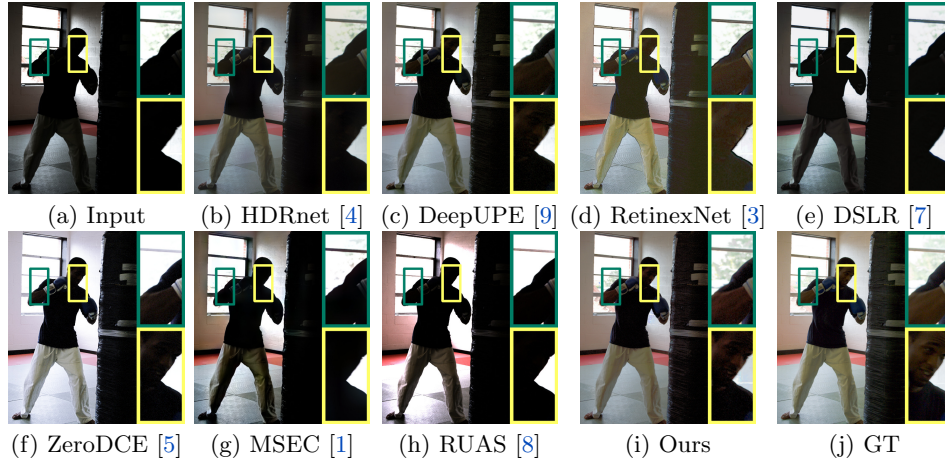 (a) Input (b) HDRnet [4] (c) DeepUPE [9] (d) RetinexNet [3] (e) DSLR [7]
(f) ZeroDCE [5] (g) MSEC [1] (h) RUAS [8] (i) Ours (j) GT